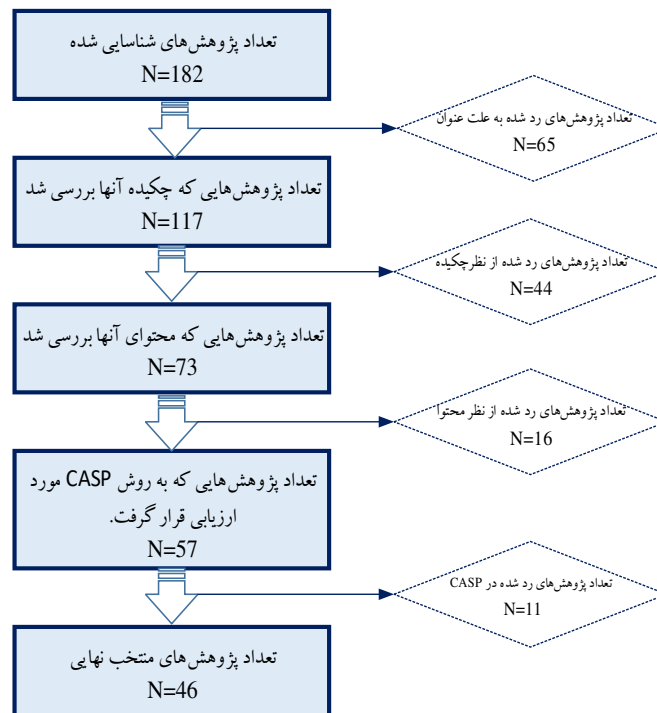 تعداد پژوهش‌های شناسایی شده
N=182
تعداد پژوهش‌های رد شده به علت عنوان
N=65
تعداد پژوهش‌هایی که چکیده آنها بررسی شد
N=117
تعداد پژوهش‌های رد شده از نظرچکیده
N=44
تعداد پژوهش‌هایی که محتوای آنها بررسی شد
N=73
تعداد پژوهش‌های رد شده از نظر محتوا
N=16
تعداد پژوهش‌هایی که به روش CASP مورد
ارزیابی قرار گرفت.
N=57
تعداد پژوهش‌های رد شده در CASP
N=11
تعداد پژوهش‌های منتخب نهایی
N=46